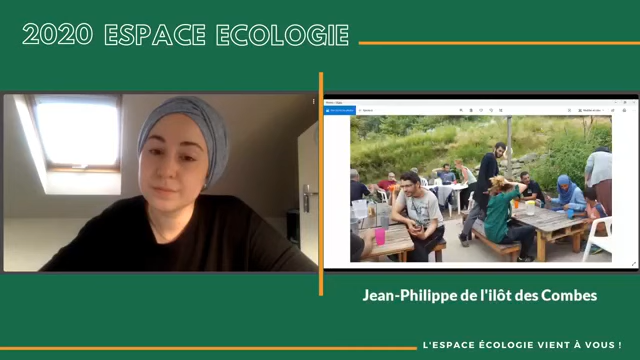 2020 ESPACE ECOLOGIE
Jean-Philippe de l'ilôt des Combes
L'ESPACE ÉCOLOGIE VIENT À VOUS !